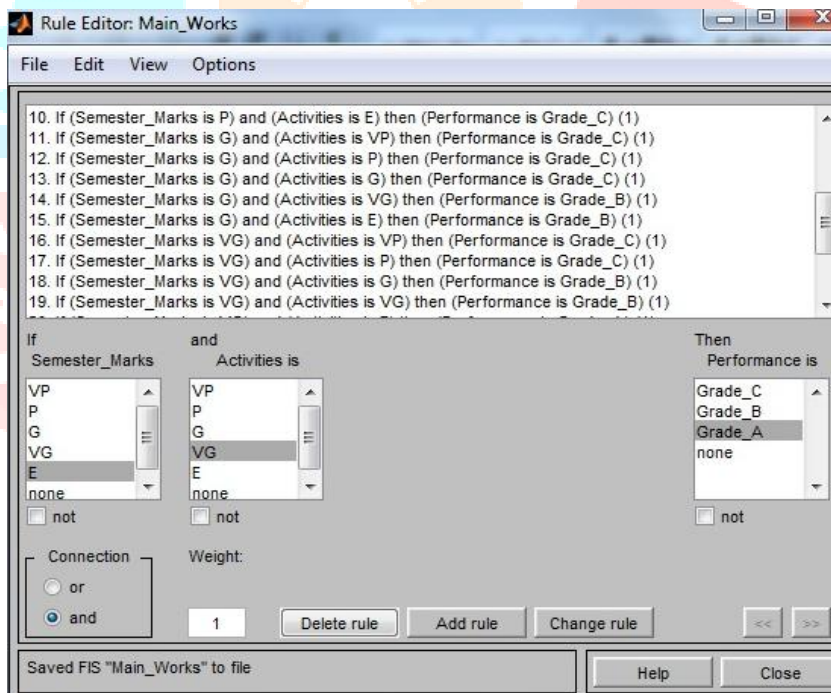 Rule Editor: Main_Works
File Edit View Options
10. If (Semester_Marks is P) and (Activities is E) then (Performance is Grade_C) (1)
11. If (Semester_Marks is G) and (Activities is VP) then (Performance is Grade_C) (1)
12. If (Semester_Marks is G) and (Activities is P) then (Performance is Grade_C) (1)
13. If (Semester_Marks is G) and (Activities is G) then (Performance is Grade_C) (1)
14. If (Semester_Marks is G) and (Activities is VG) then (Performance is Grade_B) (1)
15. If (Semester_Marks is G) and (Activities is E) then (Performance is Grade_B) (1)
16. If (Semester_Marks is VG) and (Activities is VP) then (Performance is Grade_C) (1)
17. If (Semester_Marks is VG) and (Activities is P) then (Performance is Grade_C) (1)
18. If (Semester_Marks is VG) and (Activities is G) then (Performance is Grade_B) (1)
19. If (Semester_Marks is VG) and (Activities is VG) then (Performance is Grade_B) (1)
If
Semester_Marks
VP
P
G
VG
E
none
not
and
Activities is
VP
P
G
VG
E
none
not
Then
Performance is
Grade_C
Grade_B
Grade_A
none
not
Connection
or
and
Weight:
1
Delete rule Add rule Change rule << >>
Saved FIS "Main_Works" to file
Help Close